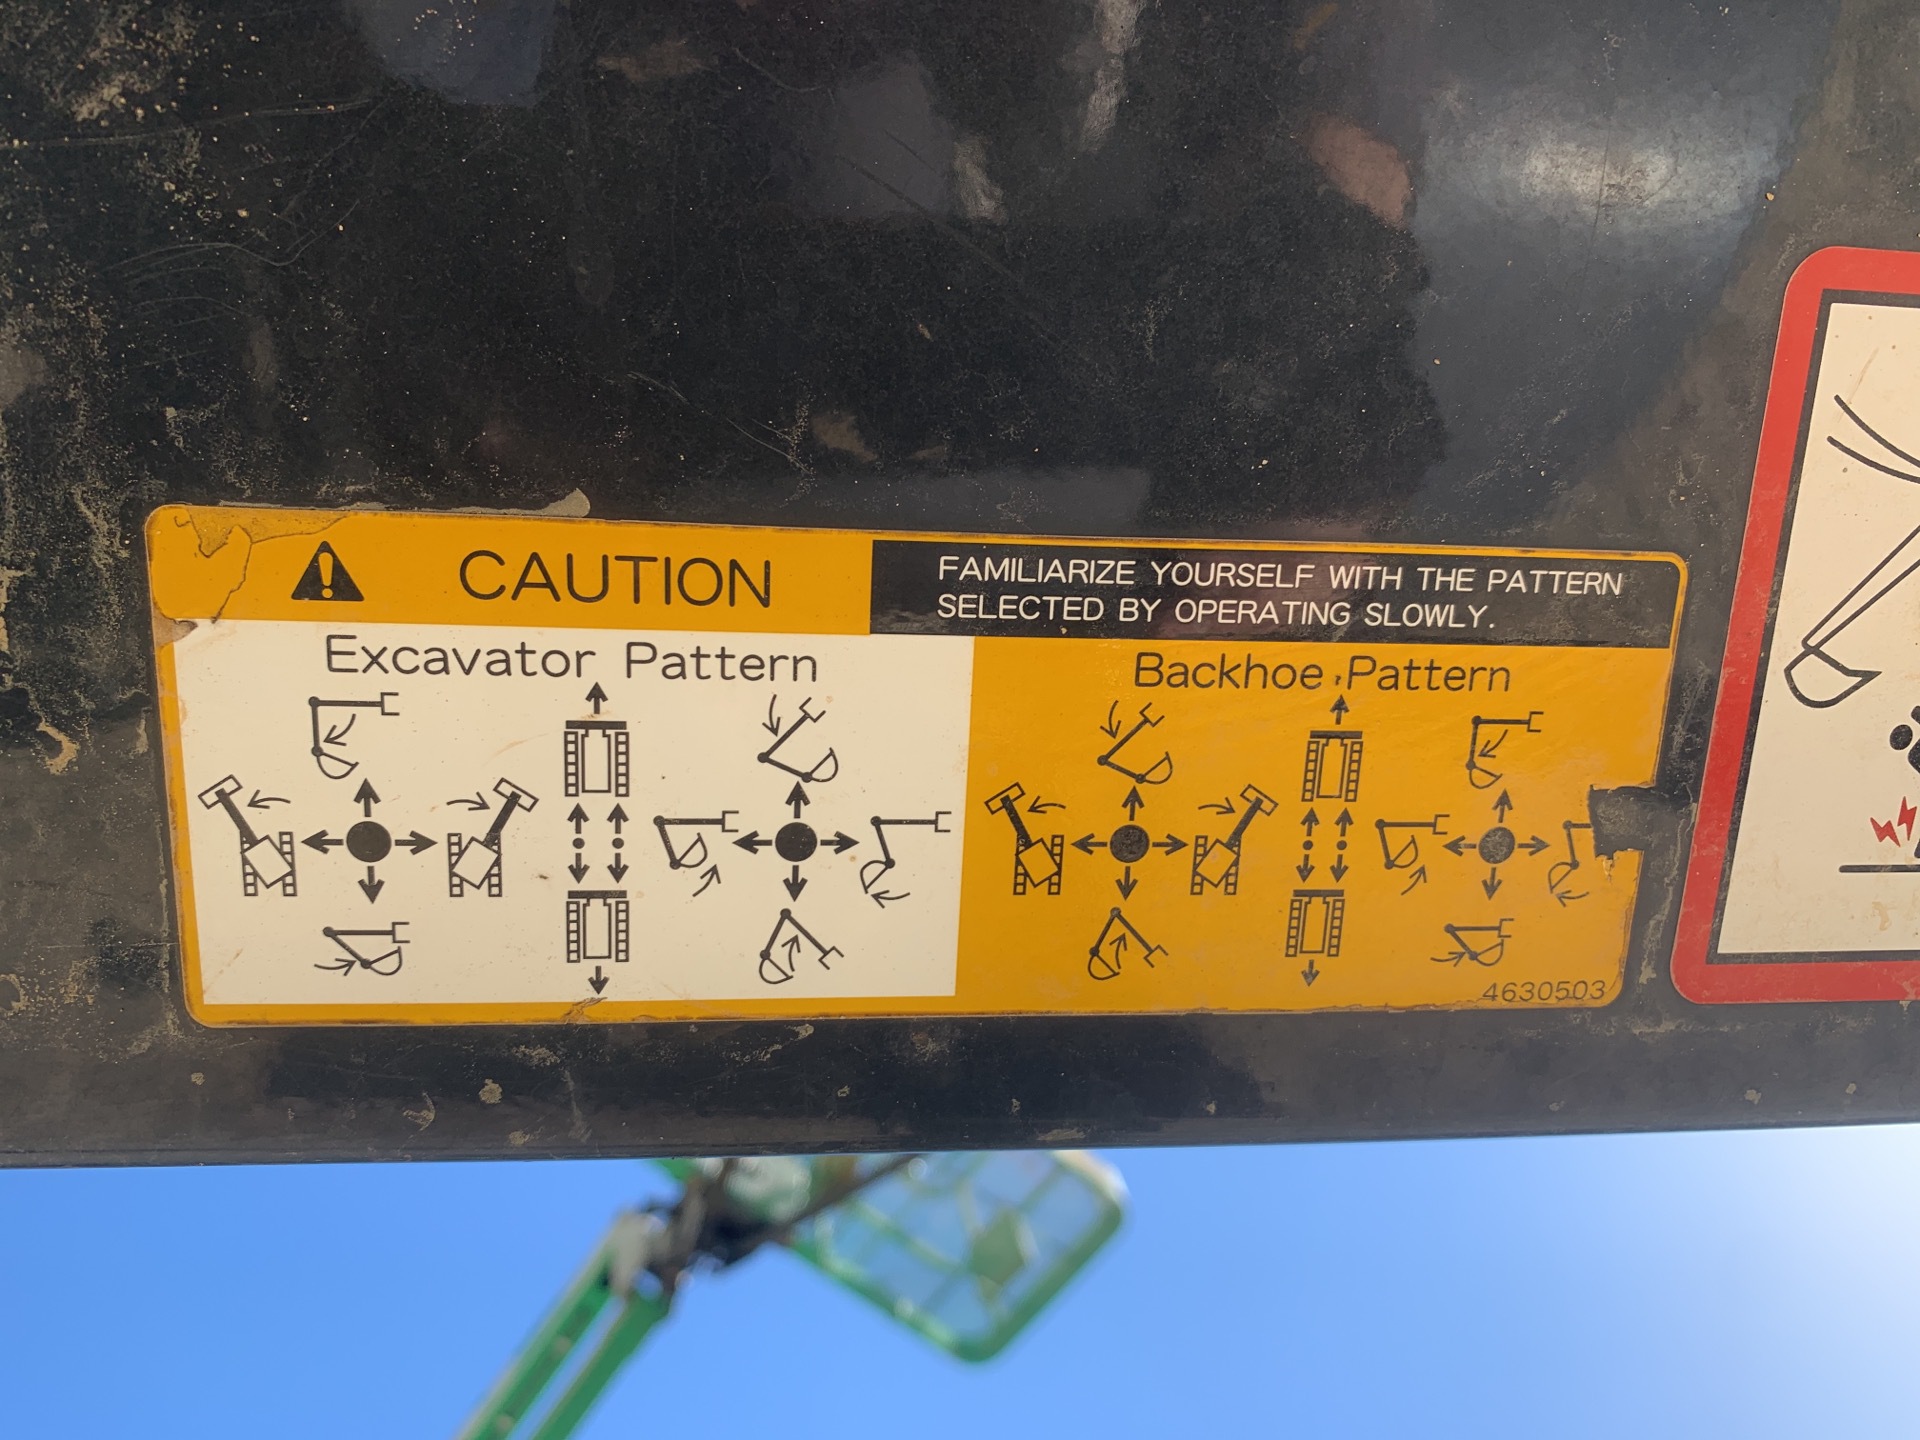 CAUTION
FAMILIARIZE YOURSELF WITH THE PATTERN
SELECTED BY OPERATING SLOWLY.
Excavator Pattern
Backhoe Pattern
4630503